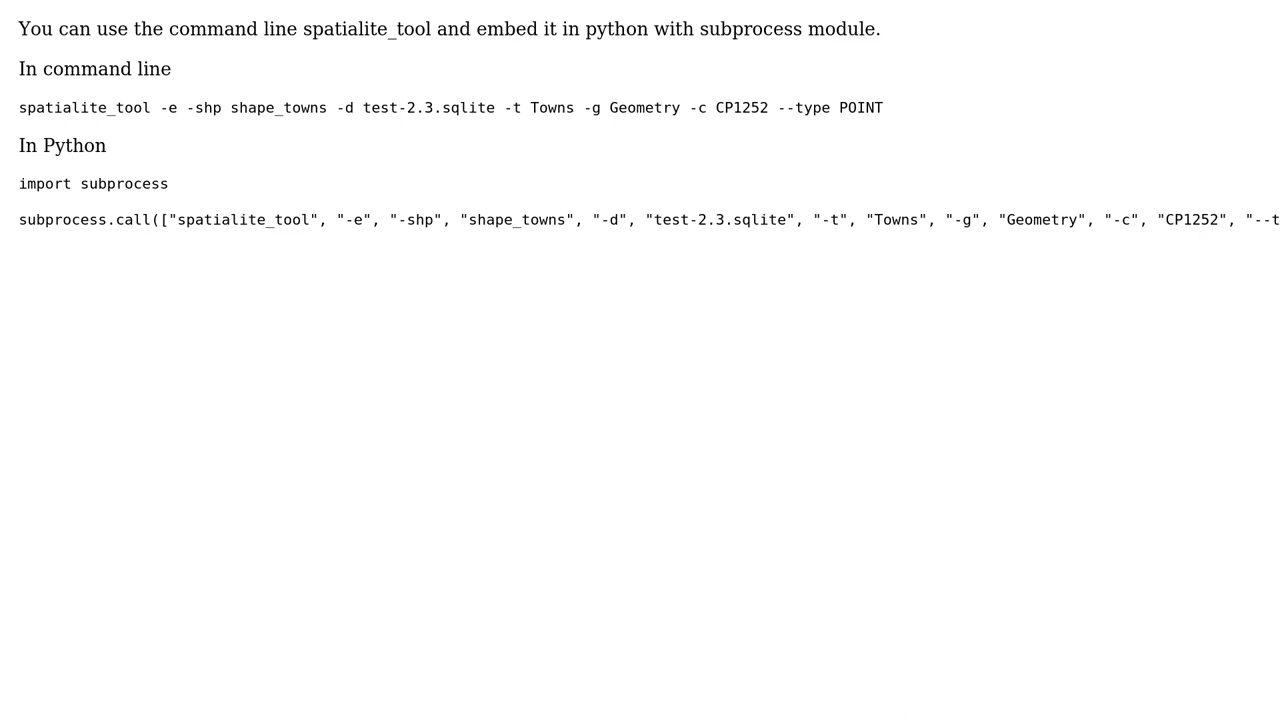 You can use the command line spatialite_tool and embed it in python with subprocess module.
In command line
spatialite_tool -e -shp shape_towns -d test-2.3.sqlite -t Towns -g Geometry -c CP1252 --type POINT
In Python
import subprocess
subprocess.call(["spatialite_tool", "-e", "-shp", "shape_towns", "-d", "test-2.3.sqlite", "-t", "Towns", "-g", "Geometry", "-c", "CP1252", "--t